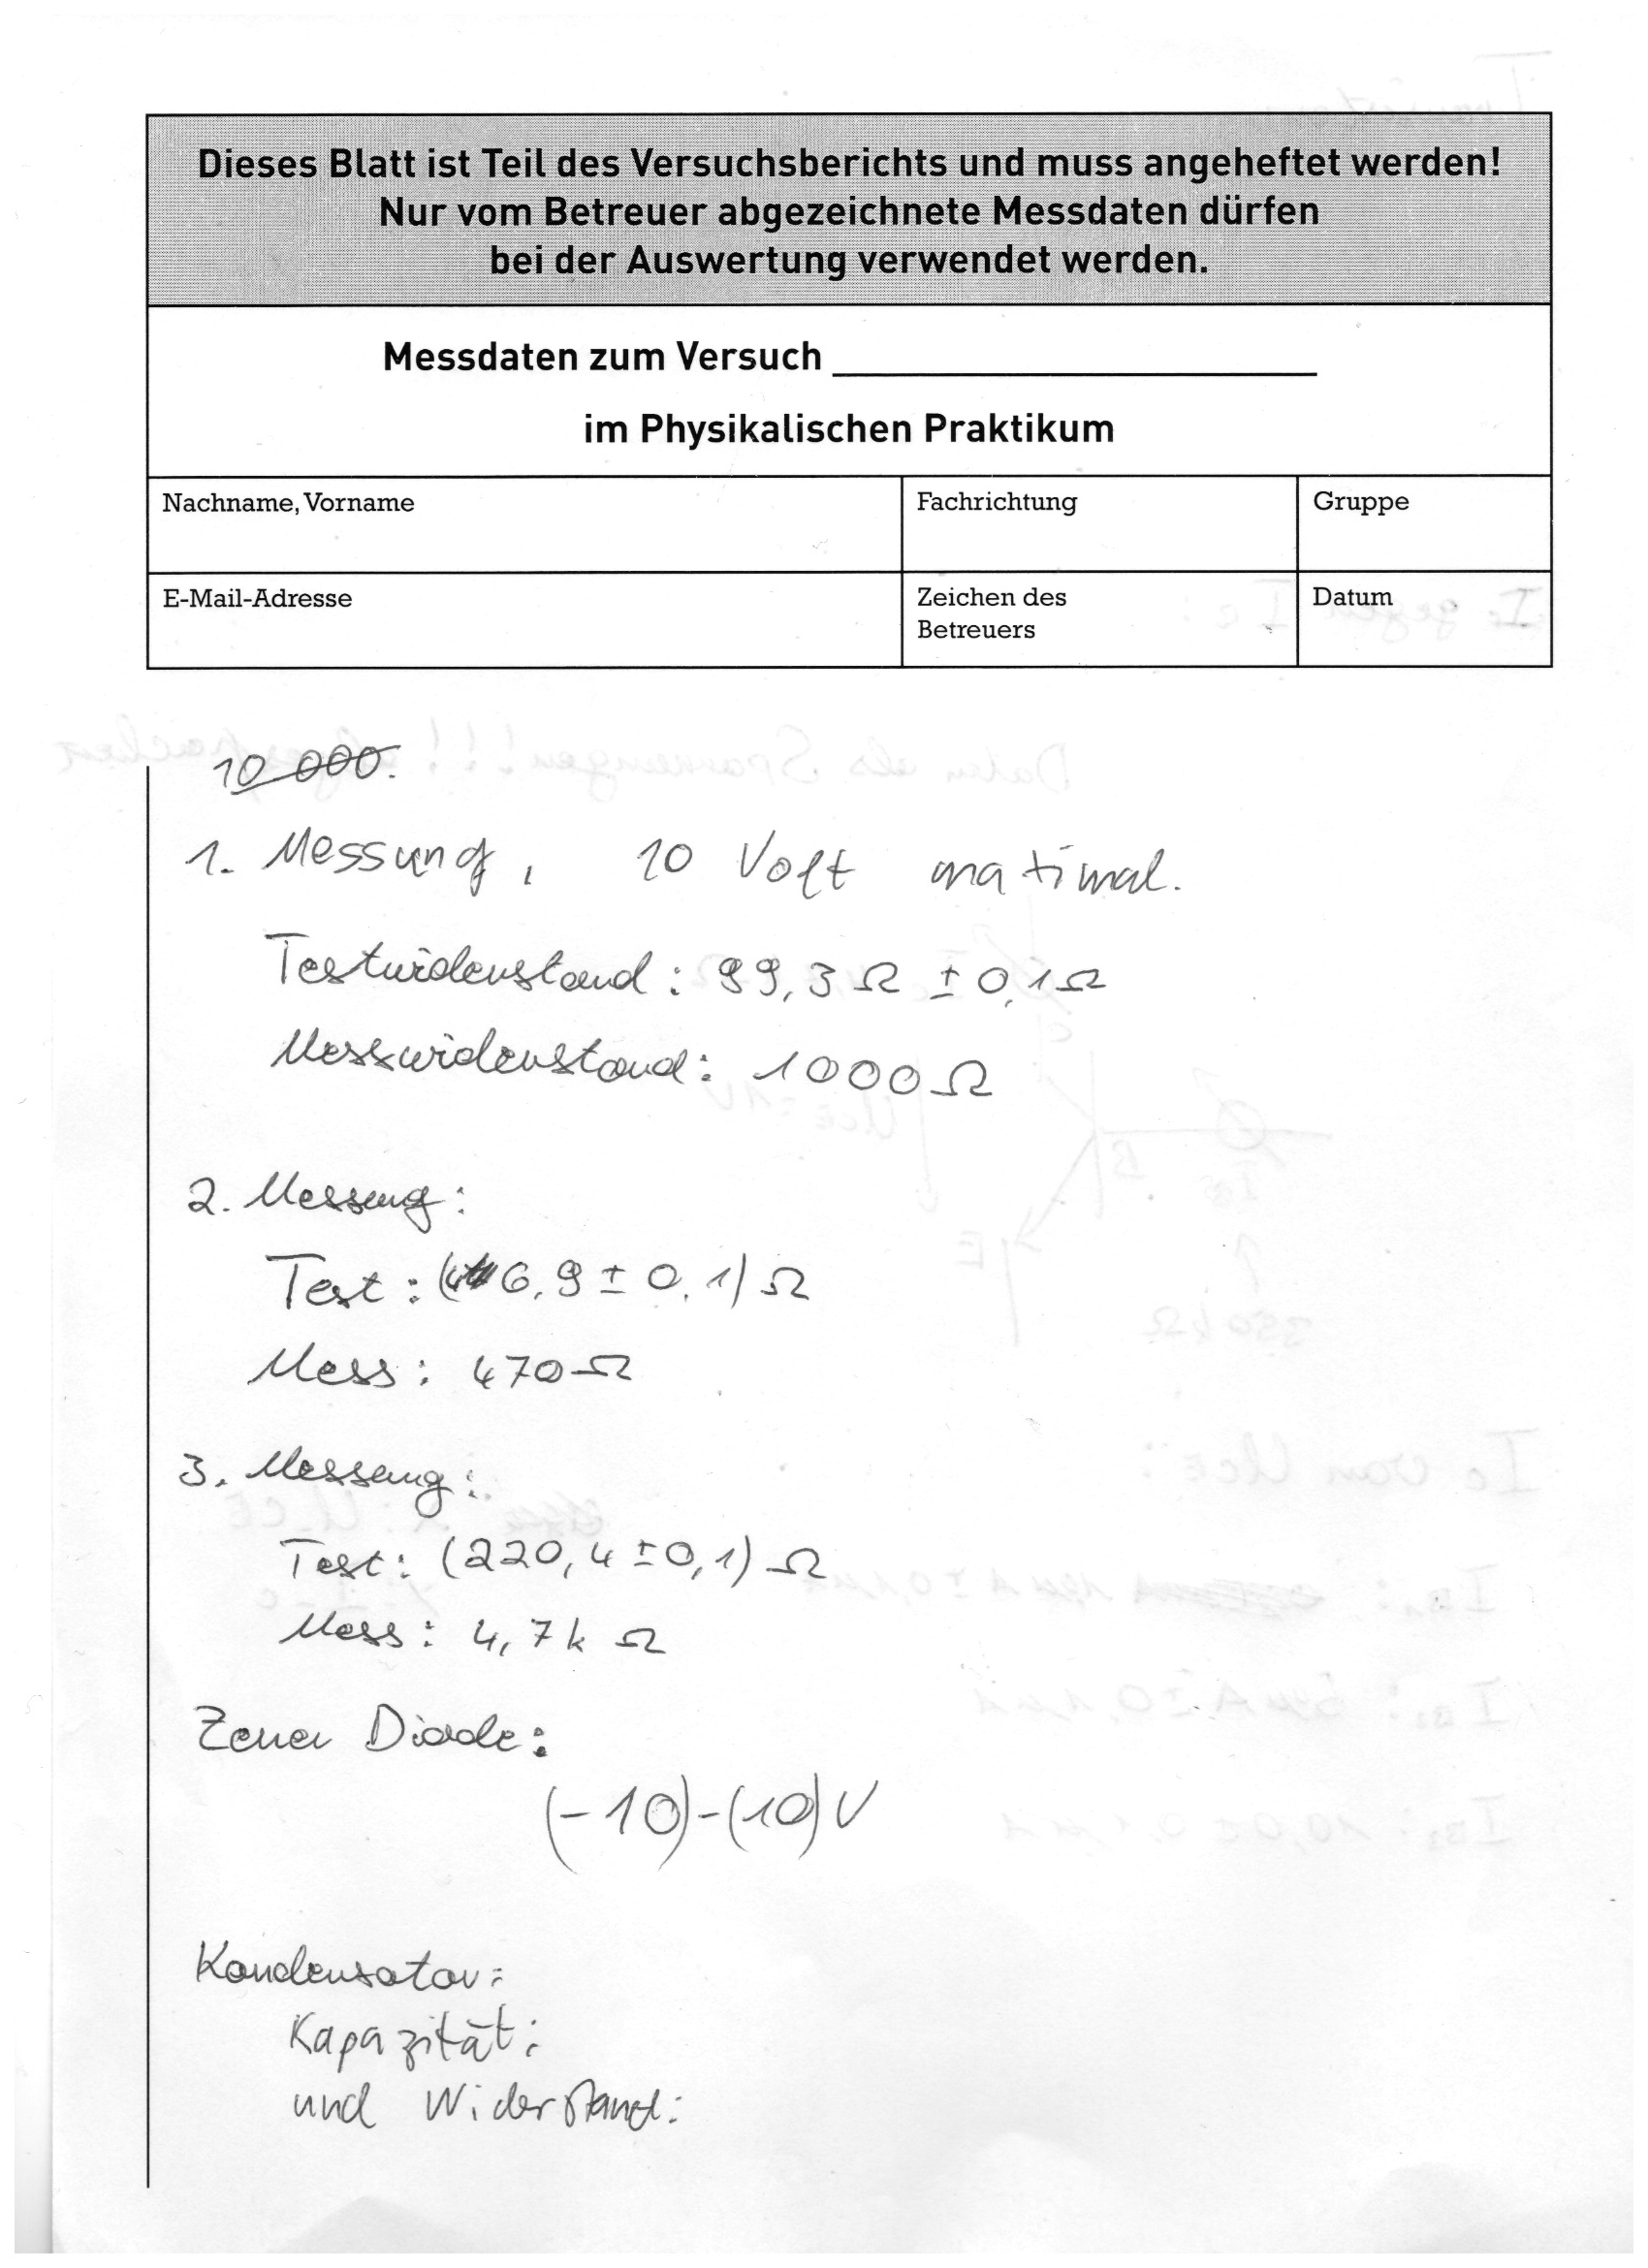 Dieses Blatt ist Teil des Versuchsberichts und muss angeheftet werden!
Nur vom Betreuer abgezeichnete Messdaten dürfen
bei der Auswertung verwendet werden.
Messdaten zum Versuch
im Physikalischen Praktikum
Nachname, Vorname
Fachrichtung
Gruppe
E-Mail-Adresse
Zeichen des
Betreuers
Datum
10 000.
1. Messung, 10 Volt maximal.
Testwiderstand: 99,3 Ω ± 0,1 Ω
Messwiderstand: 1000 Ω
2. Messung:
Test: ( 6,9 ± 0,1) Ω
Mess: 470 Ω
3. Messung:
Test: (220,4 ± 0,1) Ω
Mess: 4,7k Ω
Zener Diode:
(-10)-(10) V
Kondensator:
Kapazität:
und Widerstand: